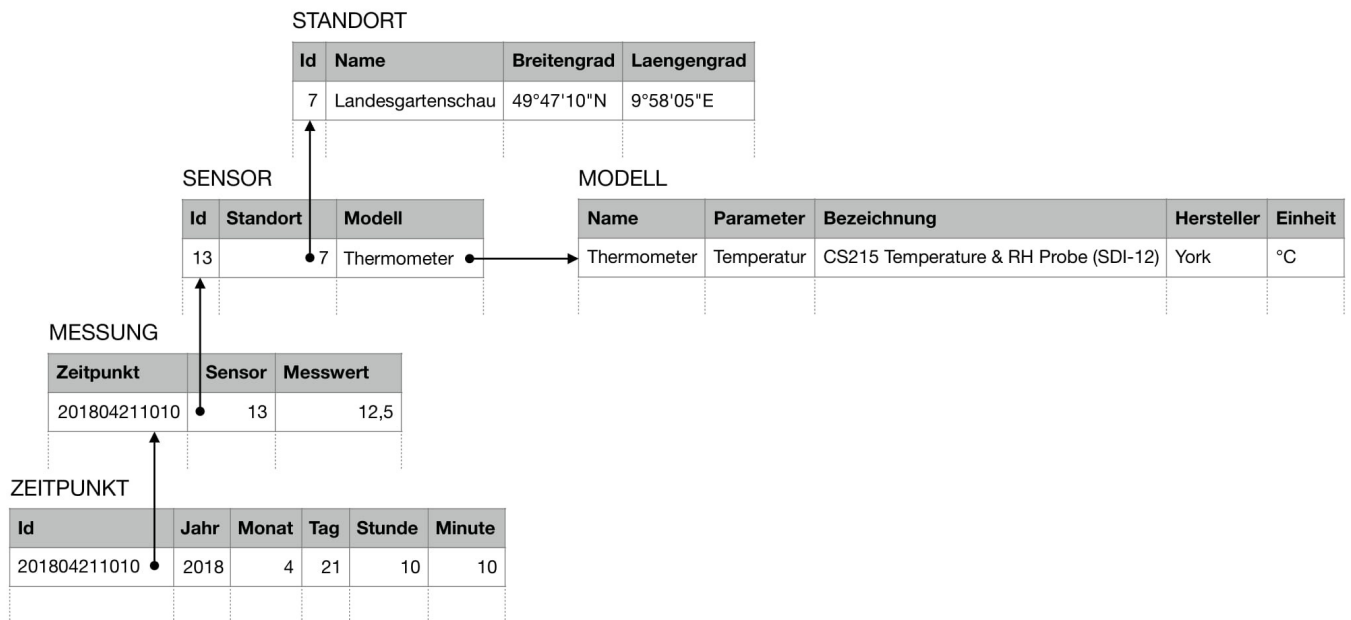 STANDORT
Id Name Breitengrad Laengengrad
7 Landesgartenschau 49°47'10"N 9°58'05"E
SENSOR
Id Standort Modell
13 7 Thermometer
MODELL
Name Parameter Bezeichnung Hersteller Einheit
Thermometer Temperatur CS215 Temperature & RH Probe (SDI-12) York °C
MESSUNG
Zeitpunkt Sensor Messwert
201804211010 13 12,5
ZEITPUNKT
Id Jahr Monat Tag Stunde Minute
201804211010 2018 4 21 10 10